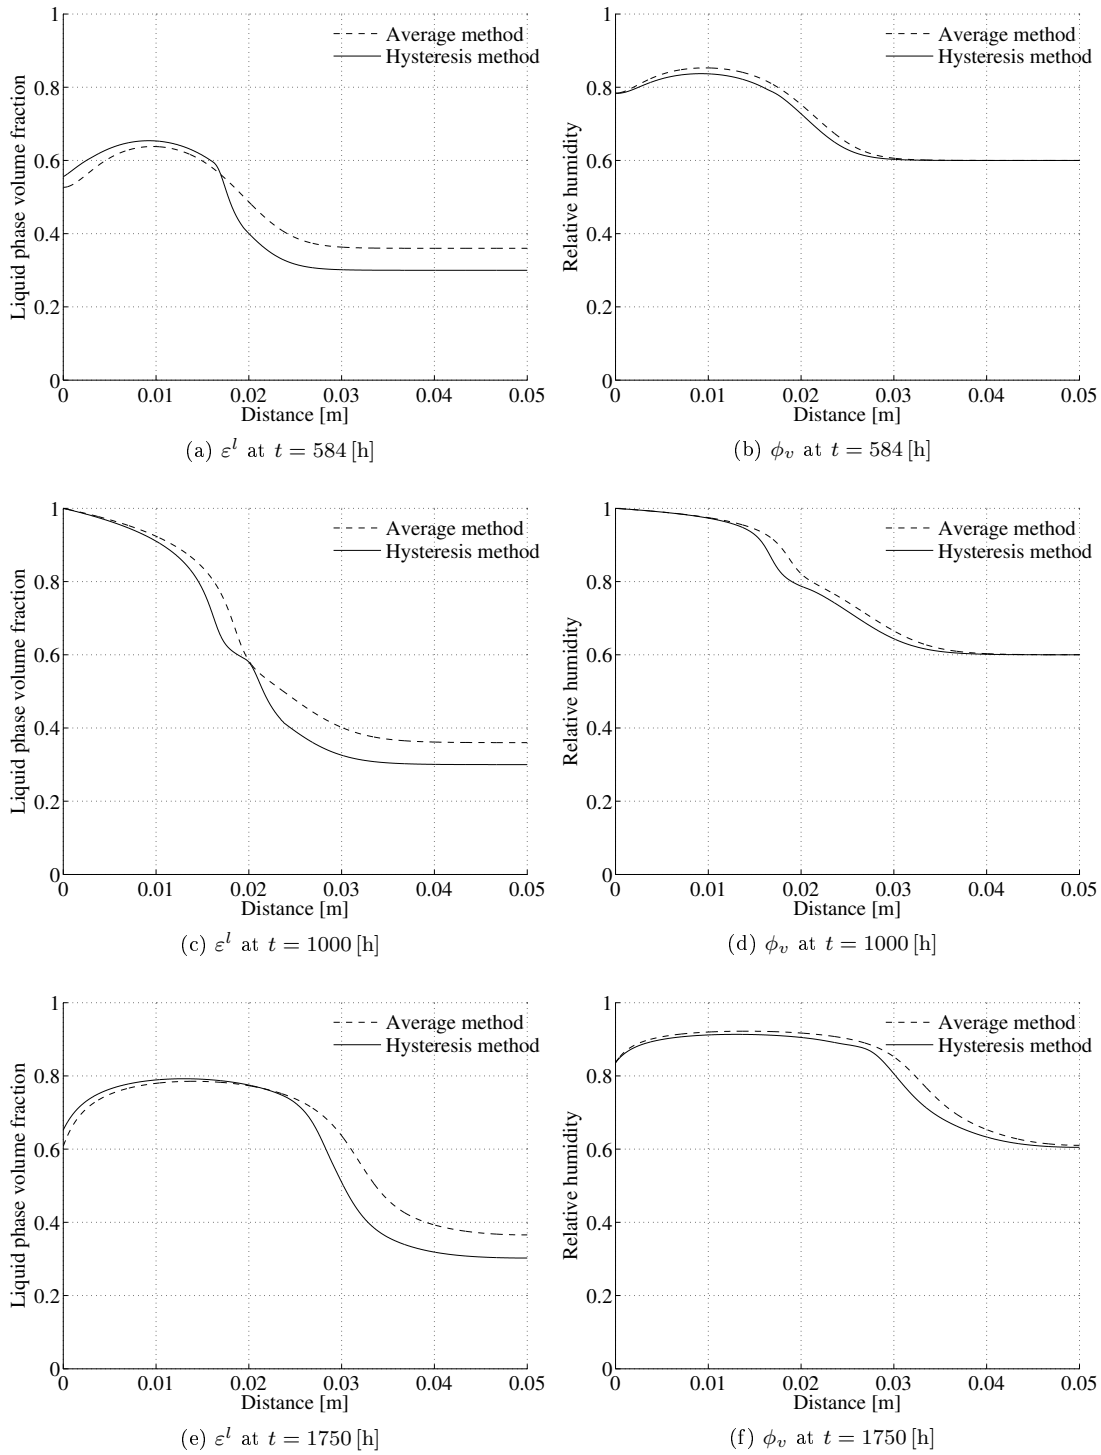 1
0.8
0.6
0.4
0.2
0
Liquid phase volume fraction
Average method
Hysteresis method
0 0.01 0.02 0.03 0.04 0.05
Distance [m]
(a) ε^l at t = 584 [h]
1
0.8
0.6
0.4
0.2
0
Relative humidity
Average method
Hysteresis method
0 0.01 0.02 0.03 0.04 0.05
Distance [m]
(b) ϕ_v at t = 584 [h]
1
0.8
0.6
0.4
0.2
0
Liquid phase volume fraction
Average method
Hysteresis method
0 0.01 0.02 0.03 0.04 0.05
Distance [m]
(c) ε^l at t = 1000 [h]
1
0.8
0.6
0.4
0.2
0
Relative humidity
Average method
Hysteresis method
0 0.01 0.02 0.03 0.04 0.05
Distance [m]
(d) ϕ_v at t = 1000 [h]
1
0.8
0.6
0.4
0.2
0
Liquid phase volume fraction
Average method
Hysteresis method
0 0.01 0.02 0.03 0.04 0.05
Distance [m]
(e) ε^l at t = 1750 [h]
1
0.8
0.6
0.4
0.2
0
Relative humidity
Average method
Hysteresis method
0 0.01 0.02 0.03 0.04 0.05
Distance [m]
(f) ϕ_v at t = 1750 [h]